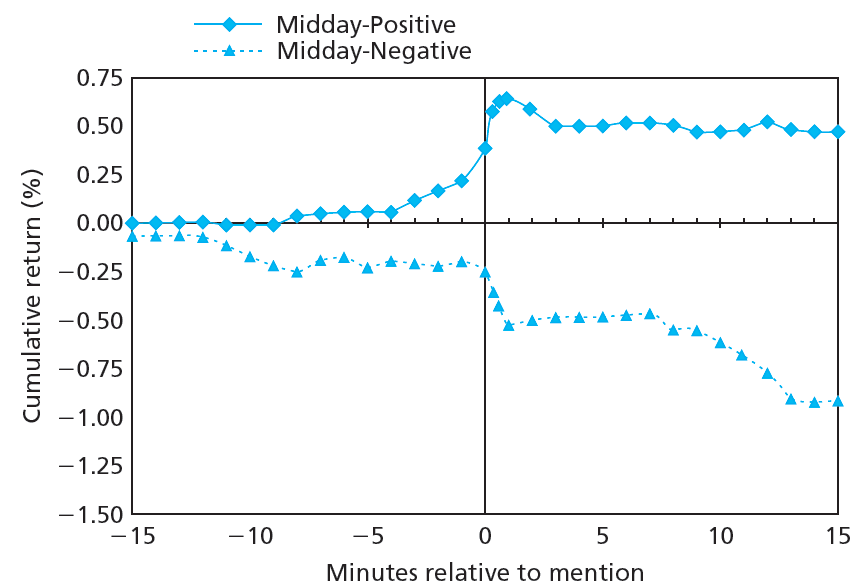 Midday-Positive
Midday-Negative
0.75
0.50
0.25
0.00
−0.25
−0.50
−0.75
−1.00
−1.25
−1.50
−15 −10 −5 0 5 10 15
Minutes relative to mention
Cumulative return (%)